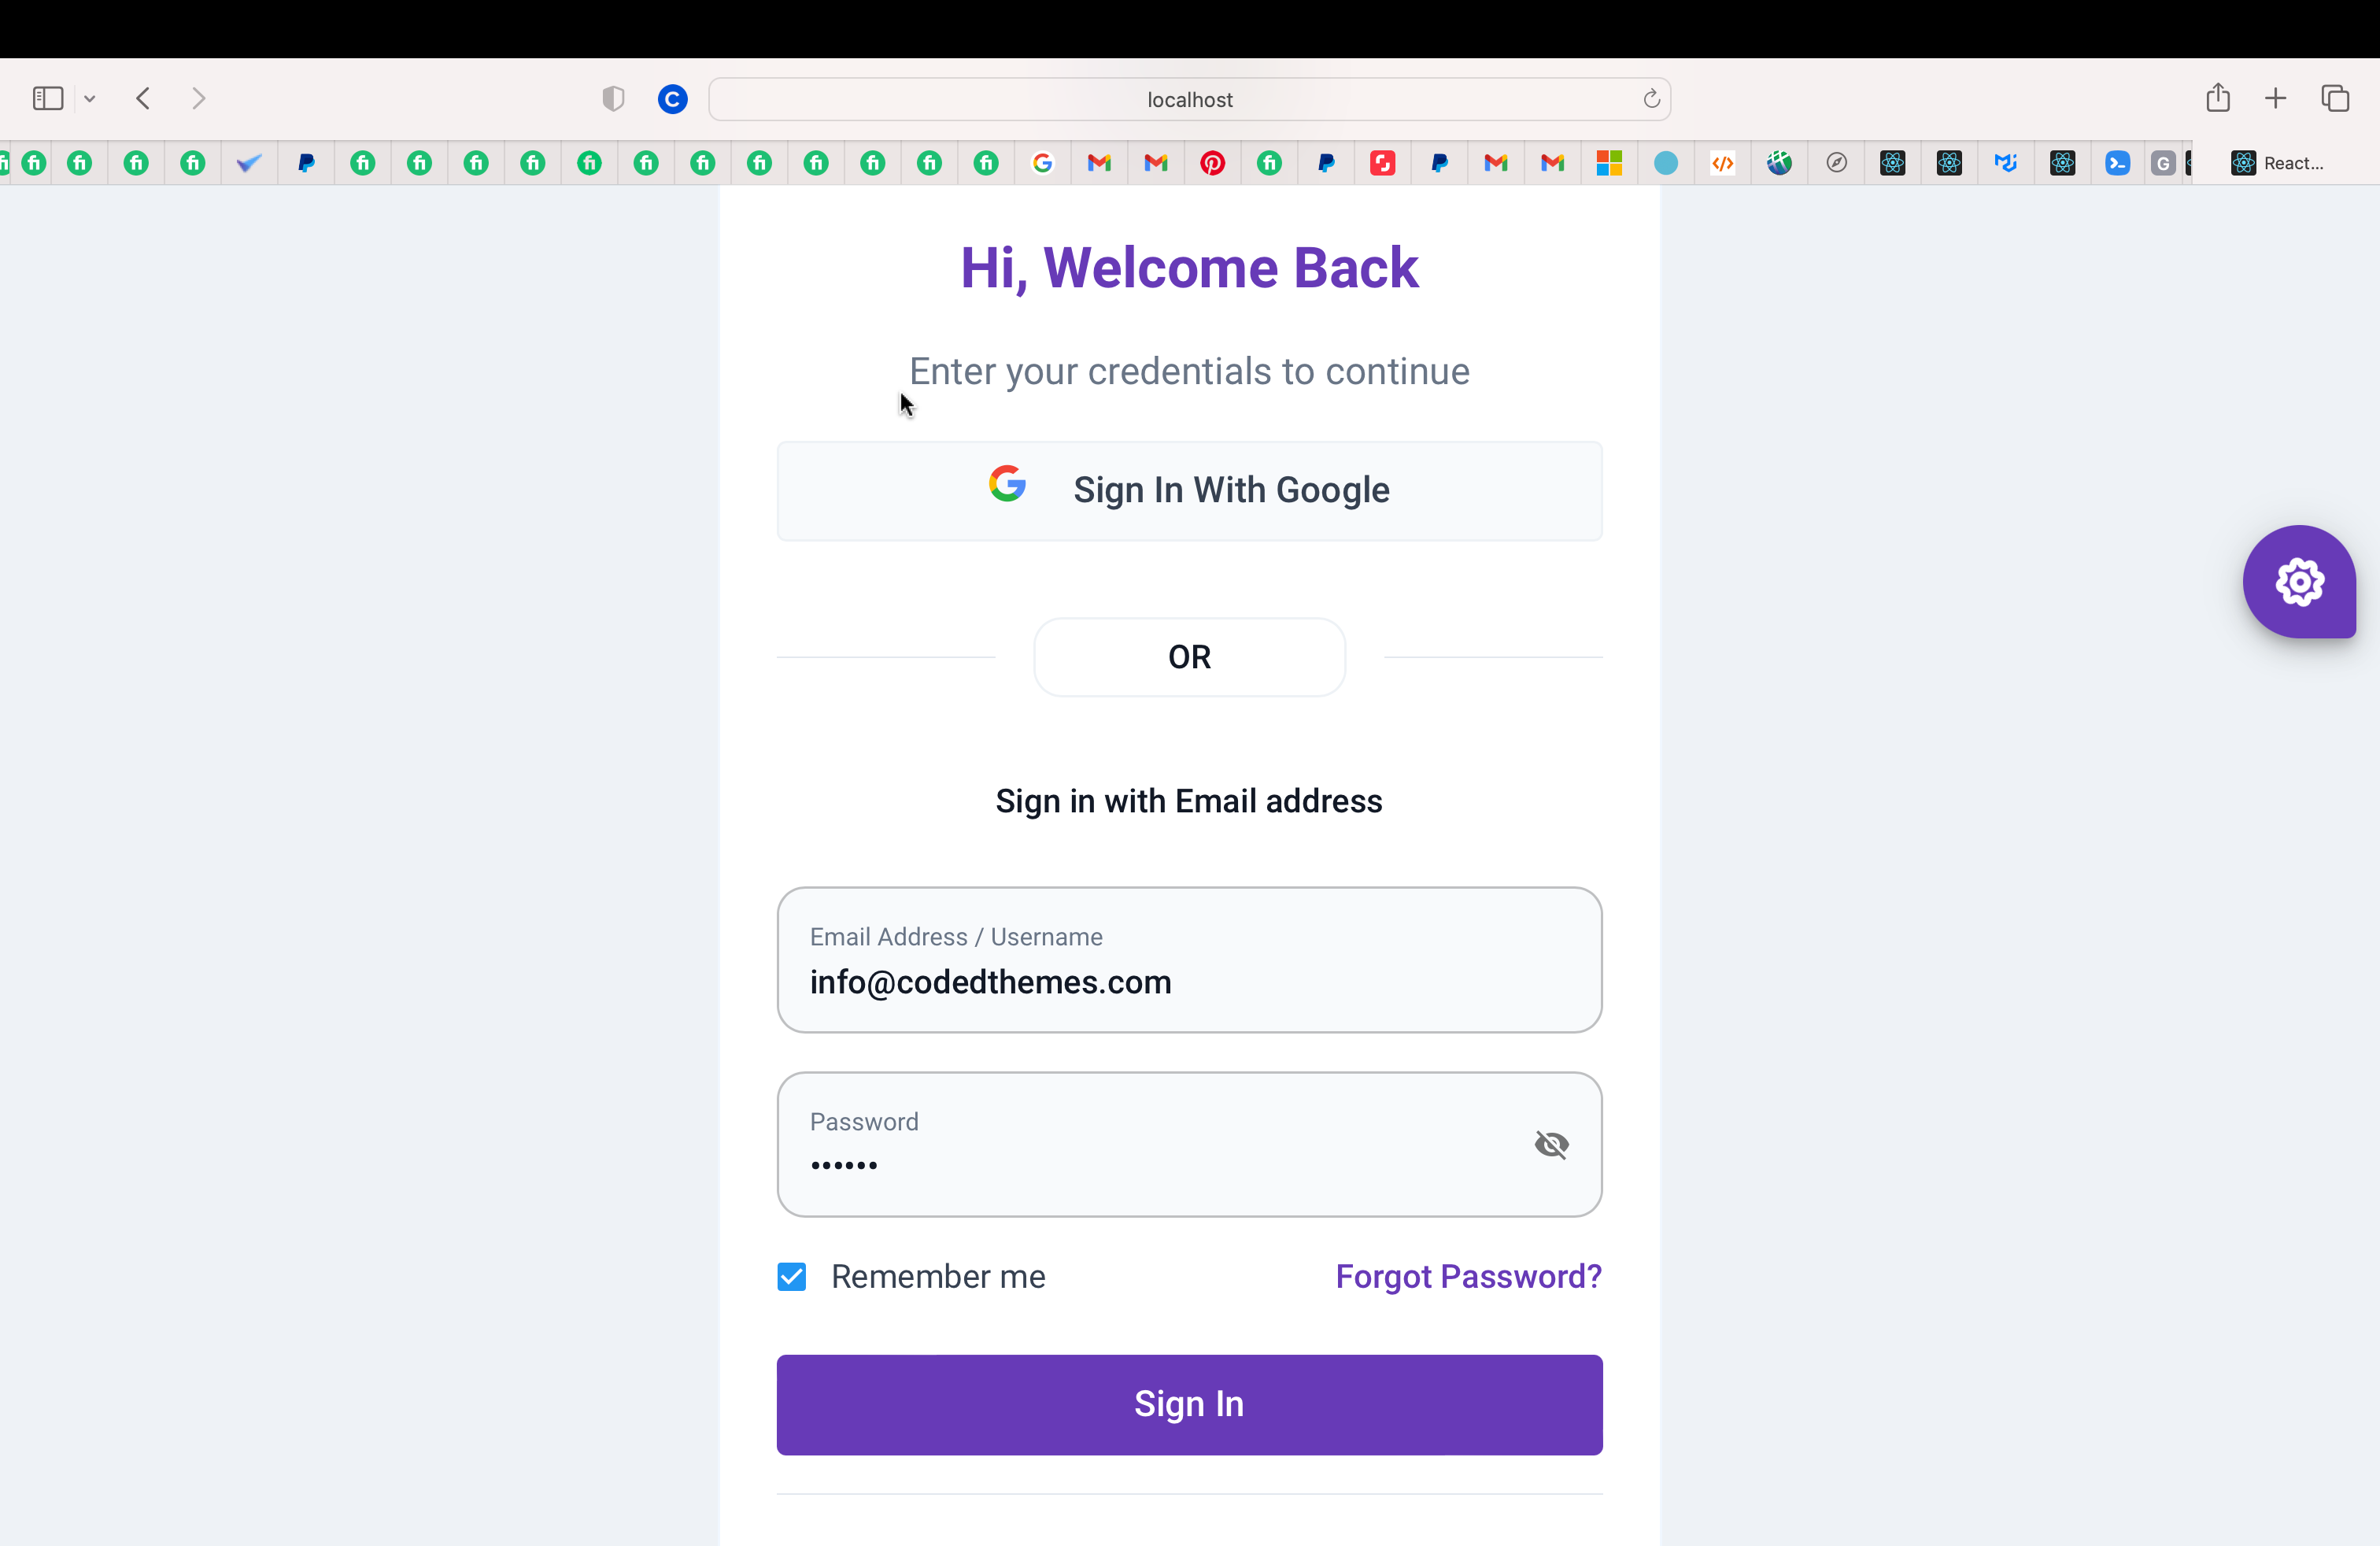 localhost
React...
Hi, Welcome Back
Enter your credentials to continue
Sign In With Google
OR
Sign in with Email address
Email Address / Username
info@codedthemes.com
Password
••••••
Remember me
Forgot Password?
Sign In